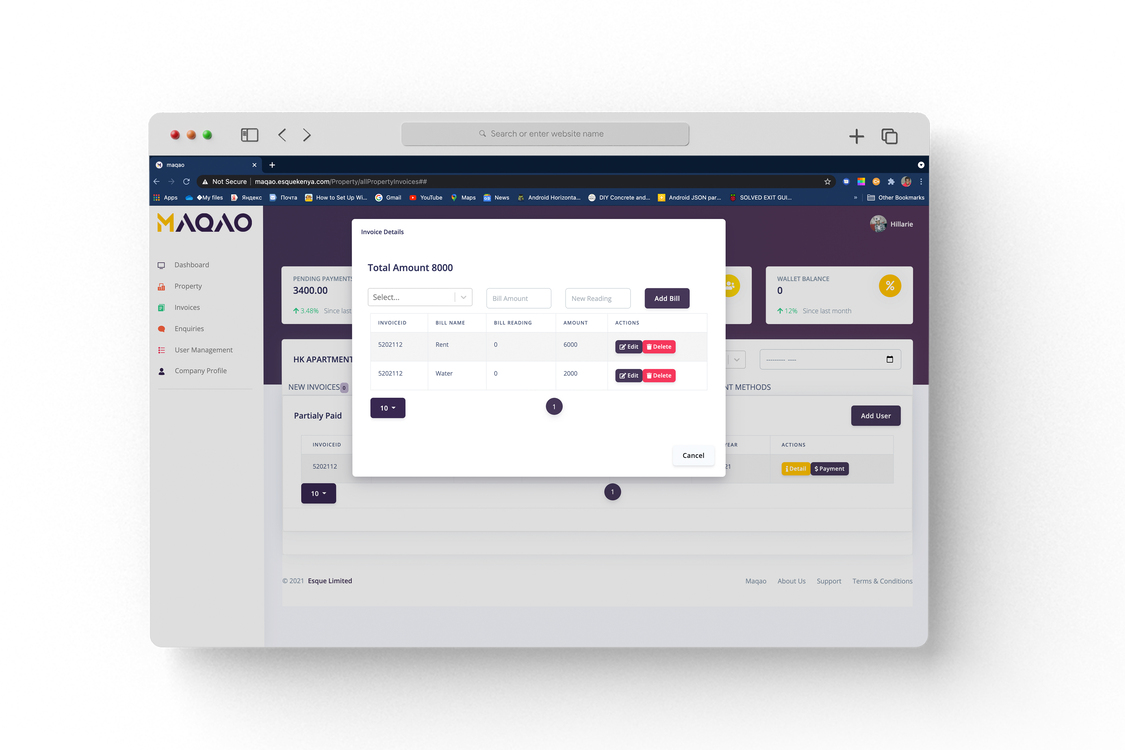 Search or enter website name
maqao
Not Secure | maqao.esquekenya.com/Property/allPropertyInvoices##
Apps �My files Яндекс Почта How to Set Up Wi... Gmail YouTube Maps News Android Horizonta... DIY Concrete and... Android JSON par... SOLVED EXIT GUI... » Other Bookmarks
MAQAO
Hillarie
Dashboard
Property
Invoices
Enquiries
User Management
Company Profile
PENDING PAYMENTS
3400.00
3.48% Since last
WALLET BALANCE
0
12% Since last month
%
Invoice Details
Total Amount 8000
Select...
Bill Amount
New Reading
Add Bill
INVOICEID BILL NAME BILL READING AMOUNT ACTIONS
5202112 Rent 0 6000 Edit Delete
5202112 Water 0 2000 Edit Delete
10
1
Cancel
HK APARTMENT
NEW INVOICES
NT METHODS
Partialy Paid
Add User
INVOICEID
EAR
ACTIONS
5202112
21
Detail
$ Payment
10
1
© 2021 Esque Limited
Maqao About Us Support Terms & Conditions